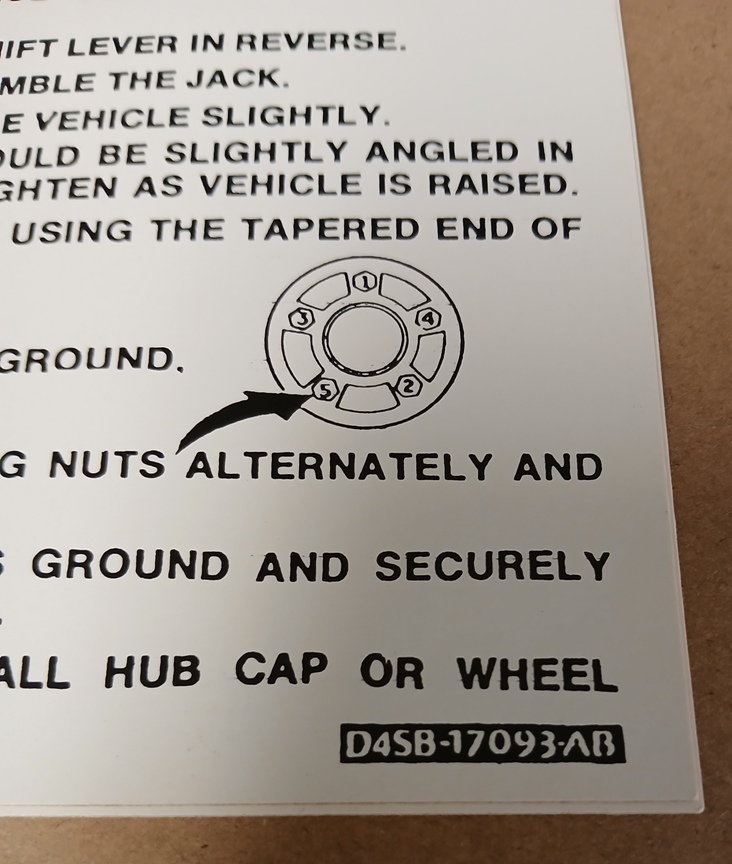 IFT LEVER IN REVERSE.
MBLE THE JACK.
E VEHICLE SLIGHTLY.
OULD BE SLIGHTLY ANGLED IN
GHTEN AS VEHICLE IS RAISED.
USING THE TAPERED END OF
1
3 4
GROUND.
5 2
G NUTS ALTERNATELY AND
S GROUND AND SECURELY
ALL HUB CAP OR WHEEL
D4SB-17093-AB